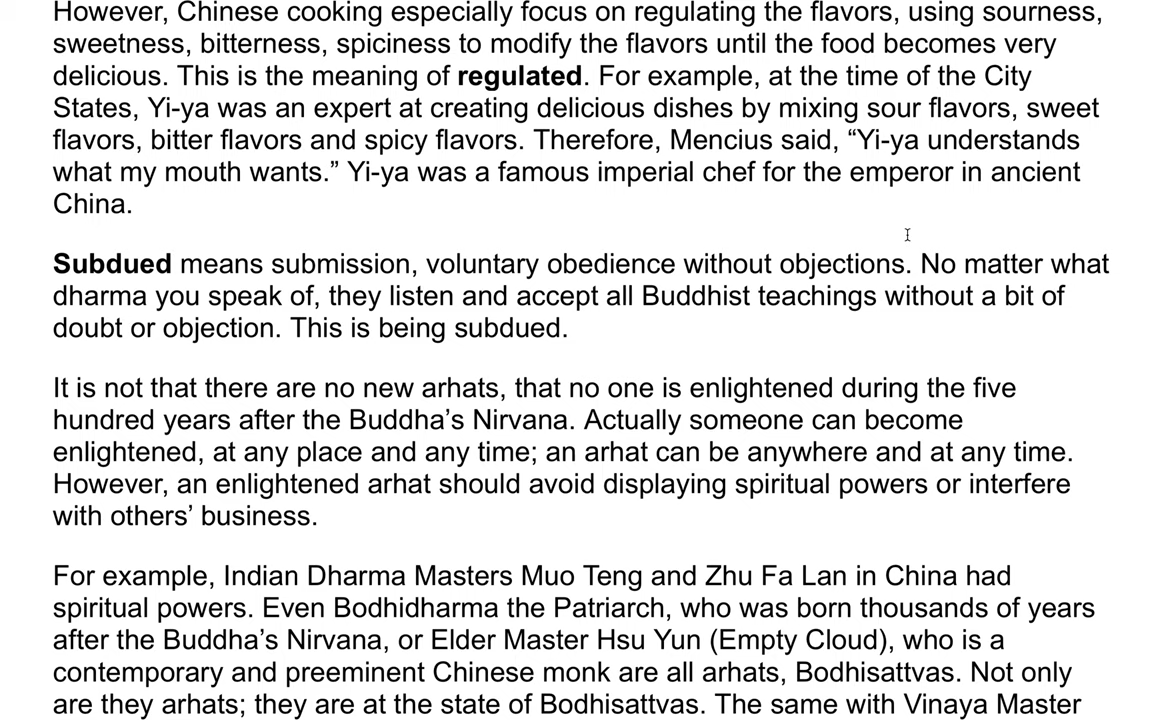 However, Chinese cooking especially focus on regulating the flavors, using sourness,
sweetness, bitterness, spiciness to modify the flavors until the food becomes very
delicious. This is the meaning of regulated. For example, at the time of the City
States, Yi-ya was an expert at creating delicious dishes by mixing sour flavors, sweet
flavors, bitter flavors and spicy flavors. Therefore, Mencius said, “Yi-ya understands
what my mouth wants.” Yi-ya was a famous imperial chef for the emperor in ancient
China.
Subdued means submission, voluntary obedience without objections. No matter what
dharma you speak of, they listen and accept all Buddhist teachings without a bit of
doubt or objection. This is being subdued.
It is not that there are no new arhats, that no one is enlightened during the five
hundred years after the Buddha’s Nirvana. Actually someone can become
enlightened, at any place and any time; an arhat can be anywhere and at any time.
However, an enlightened arhat should avoid displaying spiritual powers or interfere
with others’ business.
For example, Indian Dharma Masters Muo Teng and Zhu Fa Lan in China had
spiritual powers. Even Bodhidharma the Patriarch, who was born thousands of years
after the Buddha’s Nirvana, or Elder Master Hsu Yun (Empty Cloud), who is a
contemporary and preeminent Chinese monk are all arhats, Bodhisattvas. Not only
are they arhats; they are at the state of Bodhisattvas. The same with Vinaya Master